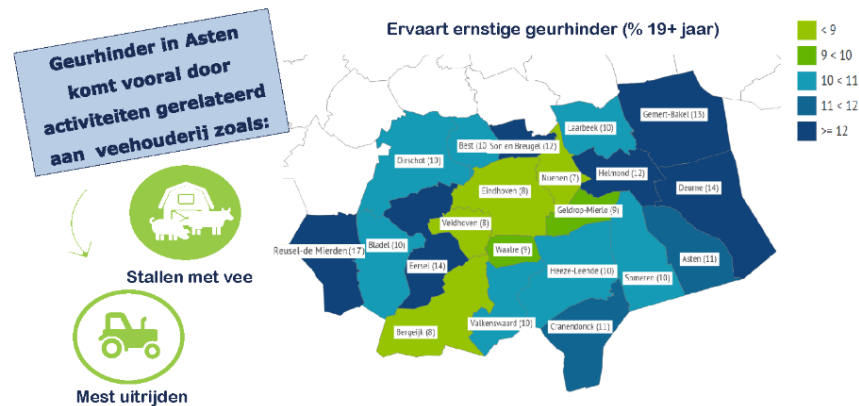 Geurhinder in Asten
komt vooral door
activiteiten gerelateerd
aan veehouderij zoals:
Stallen met vee
Mest uitrijden
Ervaart ernstige geurhinder (% 19+ jaar)
< 9
9 < 10
10 < 11
11 < 12
>= 12
Gemert-Bakel (13)
Laarbeek (10)
Best (10
Son en Breugel (12)
Oirschot (10)
Nuenen (7)
Helmond (12)
Deurne (14)
Eindhoven (8)
Geldrop-Mierlo (9)
Veldhoven (8)
Reusel-de Mierden (17)
Bladel (10)
Waalre (9)
Asten (11)
Eersel (14)
Heeze-Leende (10)
Someren (10)
Bergeijk (8)
Valkenswaard (10)
Cranendonck (11)